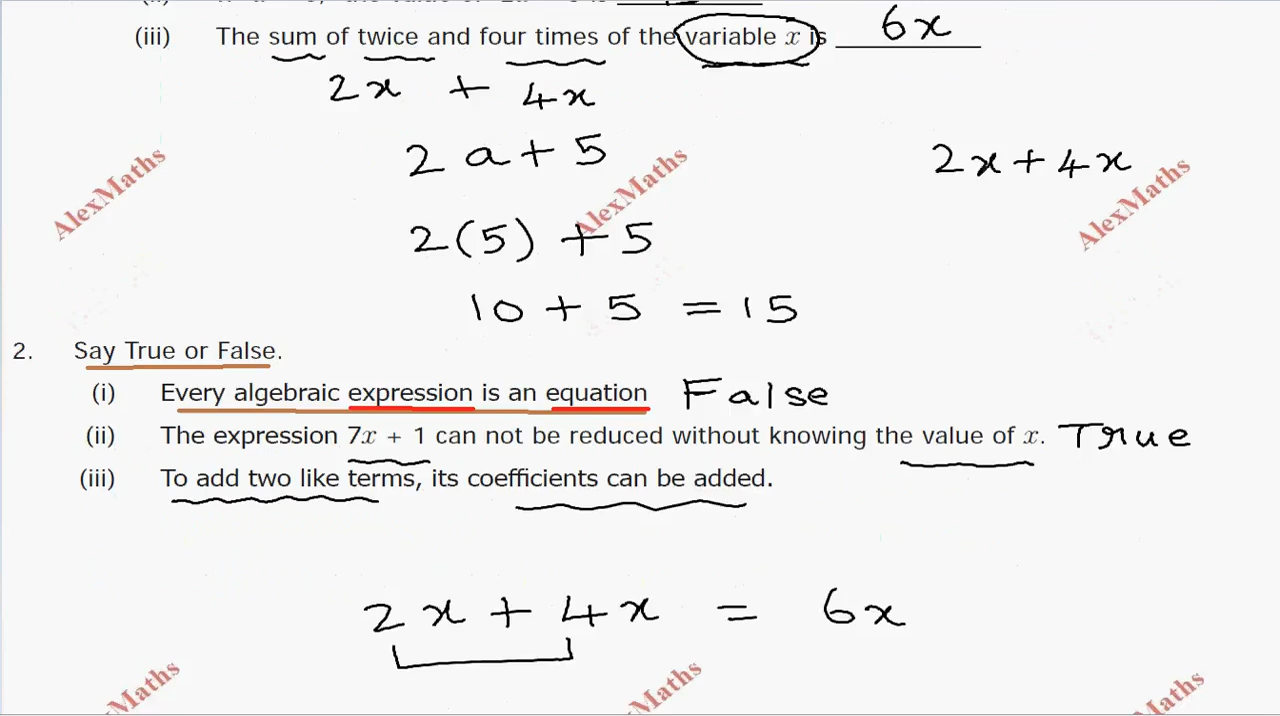 (iii) The sum of twice and four times of the variable x is 6x
2x + 4x
2a + 5
2x + 4x
AlexMaths AlexMaths AlexMaths
2(5) + 5
10 + 5 = 15
2. Say True or False.
(i) Every algebraic expression is an equation False
(ii) The expression 7x + 1 can not be reduced without knowing the value of x. True
(iii) To add two like terms, its coefficients can be added.
2x + 4x = 6x
AlexMaths AlexMaths AlexMaths